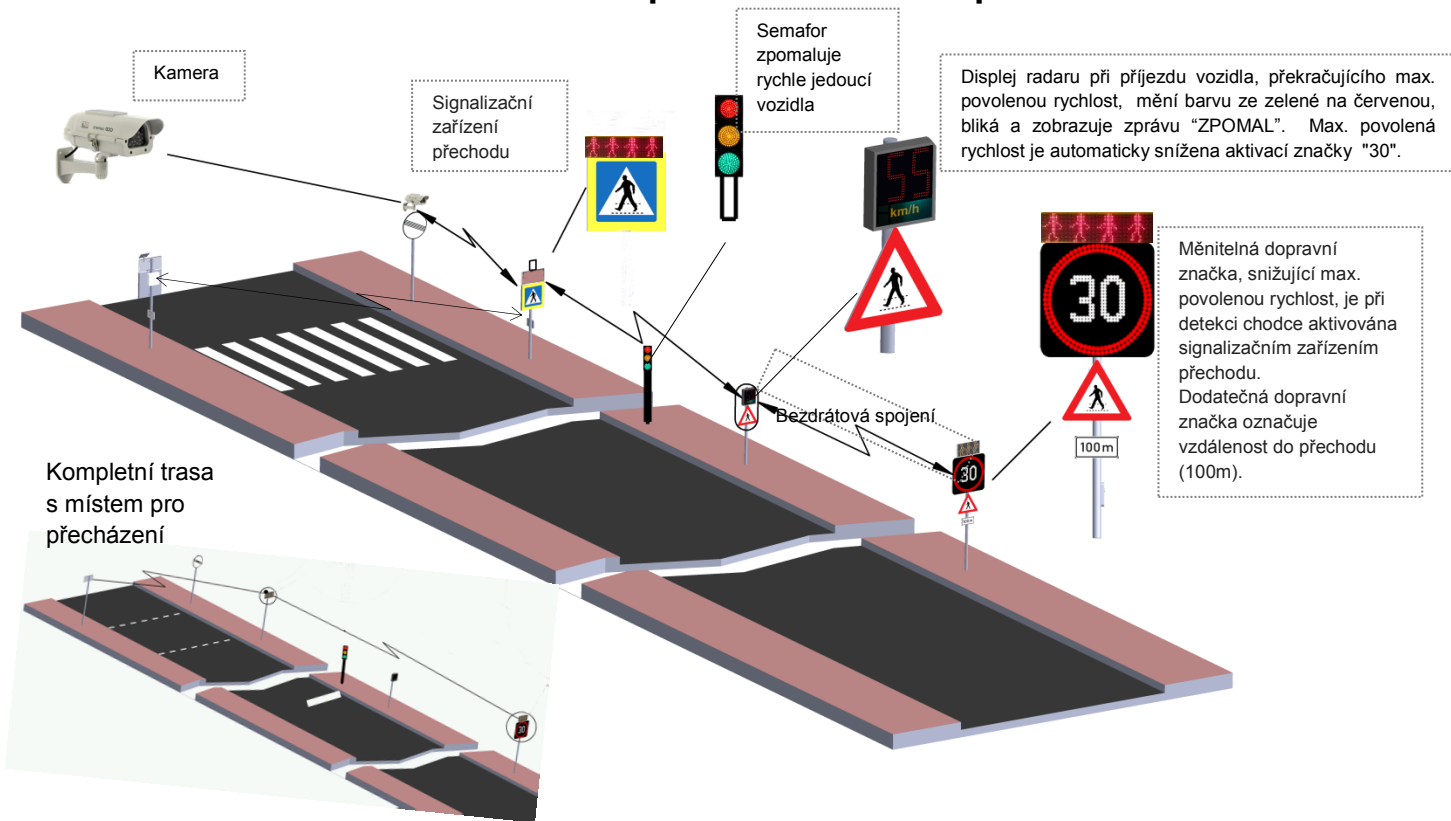 Kamera
Signalizační
zařízení
přechodu
Semafor
zpomaluje
rychle jedoucí
vozidla
Displej radaru při příjezdu vozidla, překračujícího max.
povolenou rychlost, mění barvu ze zelené na červenou,
bliká a zobrazuje zprávu “ZPOMAL”. Max. povolená
rychlost je automaticky snížena aktivací značky "30".
55
km/h
30
100m
Měnitelná dopravní
značka, snižující max.
povolenou rychlost, je při
detekci chodce aktivována
signalizačním zařízením
přechodu.
Dodatečná dopravní
značka označuje
vzdálenost do přechodu
(100m).
Bezdrátová spojení
30
Kompletní trasa
s místem pro
přecházení
30